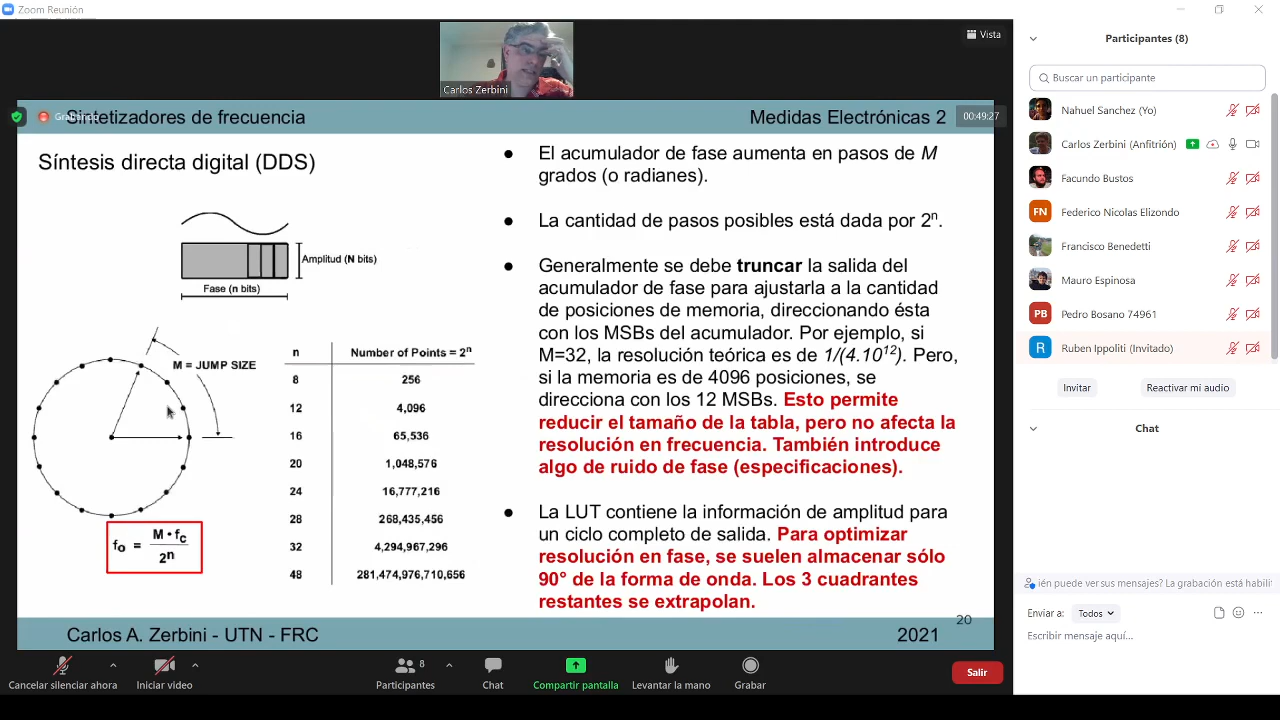 Zoom Reunión
Vista
Carlos Zerbini
Sintetizadores de frecuencia
Medidas Electrónicas 2
00:49:27
Síntesis directa digital (DDS)
Amplitud (N bits)
Fase (n bits)
M = JUMP SIZE
fo = M • fc
2ⁿ
n Number of Points = 2ⁿ
8 256
12 4,096
16 65,536
20 1,048,576
24 16,777,216
28 268,435,456
32 4,294,967,296
48 281,474,976,710,656
● El acumulador de fase aumenta en pasos de M
grados (o radianes).
● La cantidad de pasos posibles está dada por 2ⁿ.
● Generalmente se debe truncar la salida del
acumulador de fase para ajustarla a la cantidad
de posiciones de memoria, direccionando ésta
con los MSBs del acumulador. Por ejemplo, si
M=32, la resolución teórica es de 1/(4.10¹²). Pero,
si la memoria es de 4096 posiciones, se
direcciona con los 12 MSBs. Esto permite
reducir el tamaño de la tabla, pero no afecta la
resolución en frecuencia. También introduce
algo de ruido de fase (especificaciones).
● La LUT contiene la información de amplitud para
un ciclo completo de salida. Para optimizar
resolución en fase, se suelen almacenar sólo
90° de la forma de onda. Los 3 cuadrantes
restantes se extrapolan.
20
Carlos A. Zerbini - UTN - FRC
2021
Participantes (8)
Buscar un participante
Nahuel Sanchez (Yo)
Carlos Zerbini (Anfitrión)
Facundo Bustos
FN Federico Nicolas Elizondo
Francisco Benedetti
Mauro Espinosa
PB Pedro Bosano 74961
R Ruben Ippoliti (Invitado)
Invitar
Reactivar mi audio
Chat
ién puede ver sus mensajes? La grabación está habilit
Enviar a: Todos
Escribir mensaje aquí...
Cancelar silenciar ahora
Iniciar video
8
Participantes
Chat
Compartir pantalla
Levantar la mano
Grabar
Salir